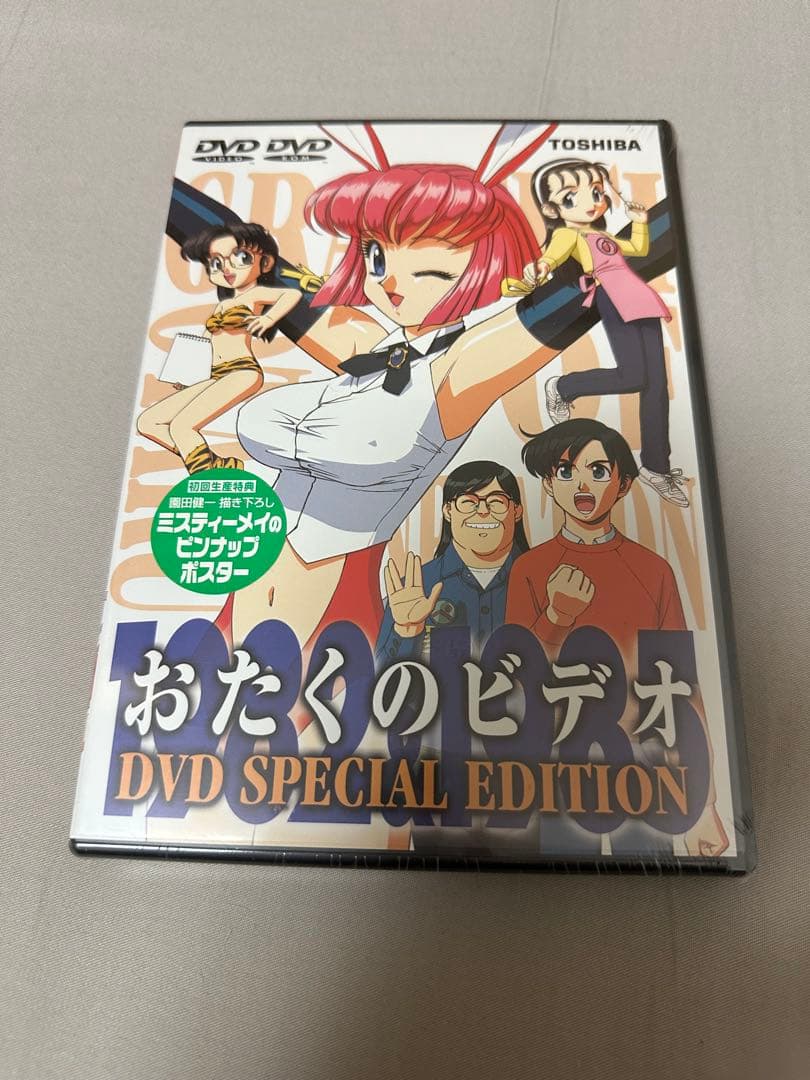 DVD VIDEO
DVD ROM
TOSHIBA
初回生産特典
園田健一 描き下ろし
ミスティーメイの
ピンナップ
ポスター
1982 & 1985
おたくのビデオ
DVD SPECIAL EDITION